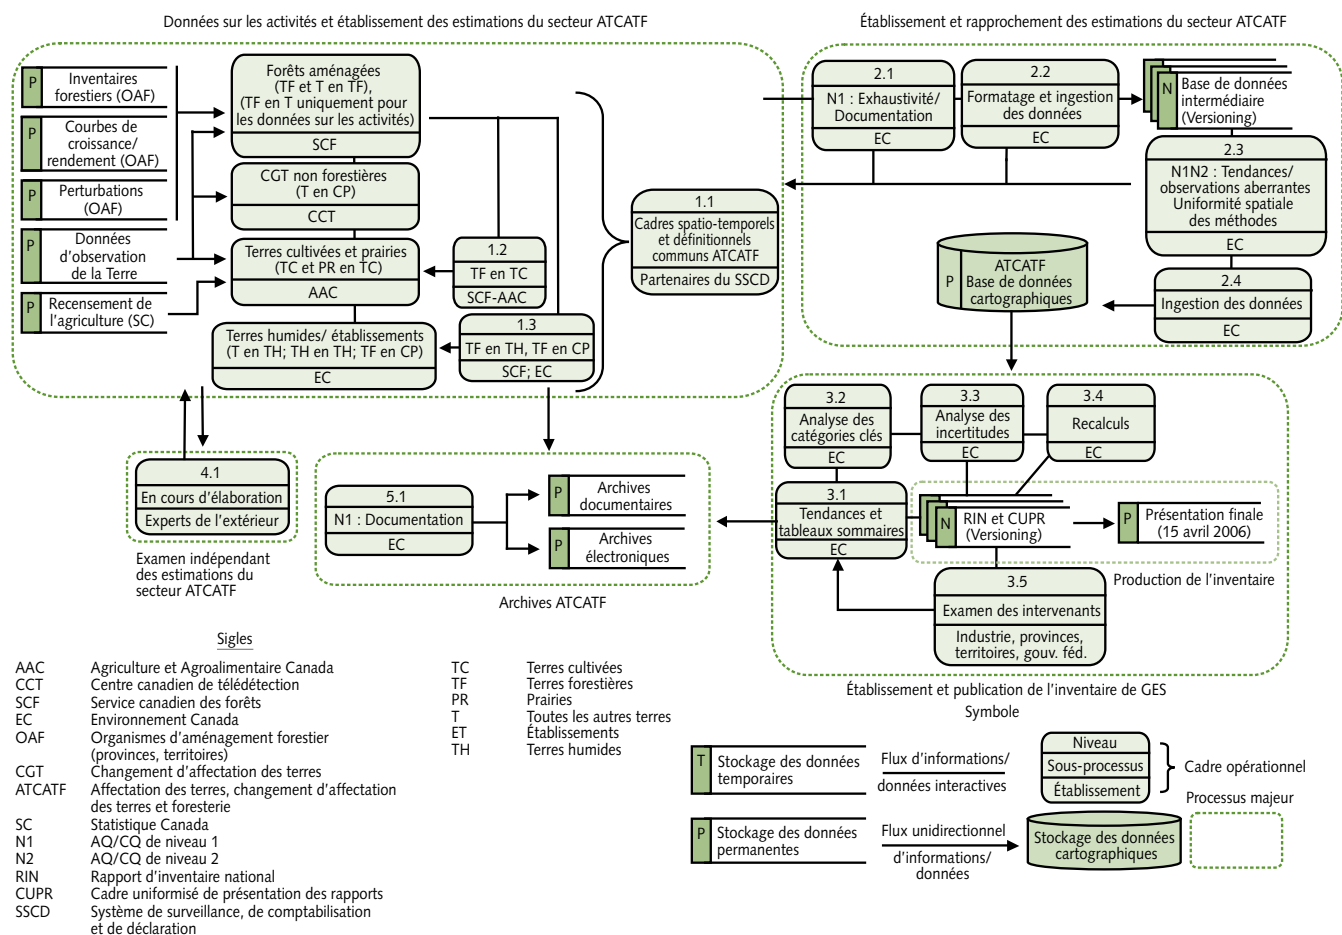 Données sur les activités et établissement des estimations du secteur ATCATF
P
Inventaires
forestiers (OAF)
P
Courbes de
croissance/
rendement (OAF)
P
Perturbations
(OAF)
P
Données
d'observation
de la Terre
P
Recensement de
l'agriculture (SC)
Forêts aménagées
(TF et T en TF),
(TF en T uniquement pour
les données sur les activités)
SCF
CGT non forestières
(T en CP)
CCT
Terres cultivées et prairies
(TC et PR en TC)
AAC
Terres humides/ établissements
(T en TH; TH en TH; TF en CP)
EC
1.2
TF en TC
SCF-AAC
1.3
TF en TH, TF en CP
SCF; EC
1.1
Cadres spatio-temporels
et définitionnels
communs ATCATF
Partenaires du SSCD
Établissement et rapprochement des estimations du secteur ATCATF
2.1
N1 : Exhaustivité/
Documentation
EC
2.2
Formatage et ingestion
des données
EC
N
Base de données
intermédiaire
(Versioning)
2.3
N1N2 : Tendances/
observations aberrantes
Uniformité spatiale
des méthodes
EC
2.4
Ingestion des données
EC
P
ATCATF
Base de données
cartographiques
3.2
Analyse des
catégories clés
EC
3.3
Analyse des
incertitudes
EC
3.4
Recalculs
EC
3.1
Tendances et
tableaux sommaires
EC
N
RIN et CUPR
(Versioning)
P
Présentation finale
(15 avril 2006)
Production de l'inventaire
3.5
Examen des intervenants
Industrie, provinces,
territoires, gouv. féd.
Établissement et publication de l'inventaire de GES
4.1
En cours d'élaboration
Experts de l'extérieur
Examen indépendant
des estimations du
secteur ATCATF
5.1
N1 : Documentation
EC
P
Archives
documentaires
P
Archives
électroniques
Archives ATCATF
Sigles
AAC Agriculture et Agroalimentaire Canada
CCT Centre canadien de télédétection
SCF Service canadien des forêts
EC Environnement Canada
OAF Organismes d'aménagement forestier
(provinces, territoires)
CGT Changement d'affectation des terres
ATCATF Affectation des terres, changement d'affectation
des terres et foresterie
SC Statistique Canada
N1 AQ/CQ de niveau 1
N2 AQ/CQ de niveau 2
RIN Rapport d'inventaire national
CUPR Cadre uniformisé de présentation des rapports
SSCD Système de surveillance, de comptabilisation
et de déclaration
TC Terres cultivées
TF Terres forestières
PR Prairies
T Toutes les autres terres
ET Établissements
TH Terres humides
Symbole
T
Stockage des données
temporaires
Flux d'informations/
données interactives
Niveau
Sous-processus
Établissement
Cadre opérationnel
Processus majeur
P
Stockage des données
permanentes
Flux unidirectionnel
d'informations/
données
Stockage des données
cartographiques